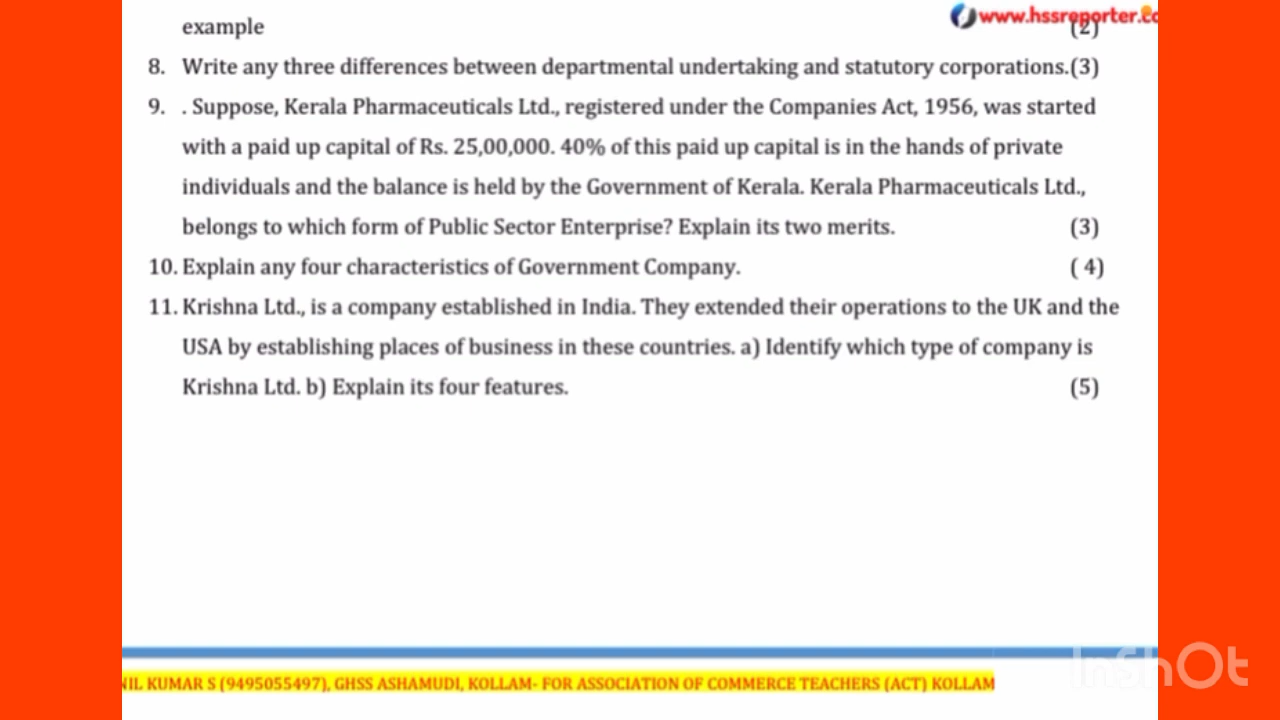 www.hssreporter.co
example (2)
8. Write any three differences between departmental undertaking and statutory corporations.(3)
9. . Suppose, Kerala Pharmaceuticals Ltd., registered under the Companies Act, 1956, was started
with a paid up capital of Rs. 25,00,000. 40% of this paid up capital is in the hands of private
individuals and the balance is held by the Government of Kerala. Kerala Pharmaceuticals Ltd.,
belongs to which form of Public Sector Enterprise? Explain its two merits. (3)
10. Explain any four characteristics of Government Company. ( 4)
11. Krishna Ltd., is a company established in India. They extended their operations to the UK and the
USA by establishing places of business in these countries. a) Identify which type of company is
Krishna Ltd. b) Explain its four features. (5)
InShOt
NIL KUMAR S (9495055497), GHSS ASHAMUDI, KOLLAM- FOR ASSOCIATION OF COMMERCE TEACHERS (ACT) KOLLAM